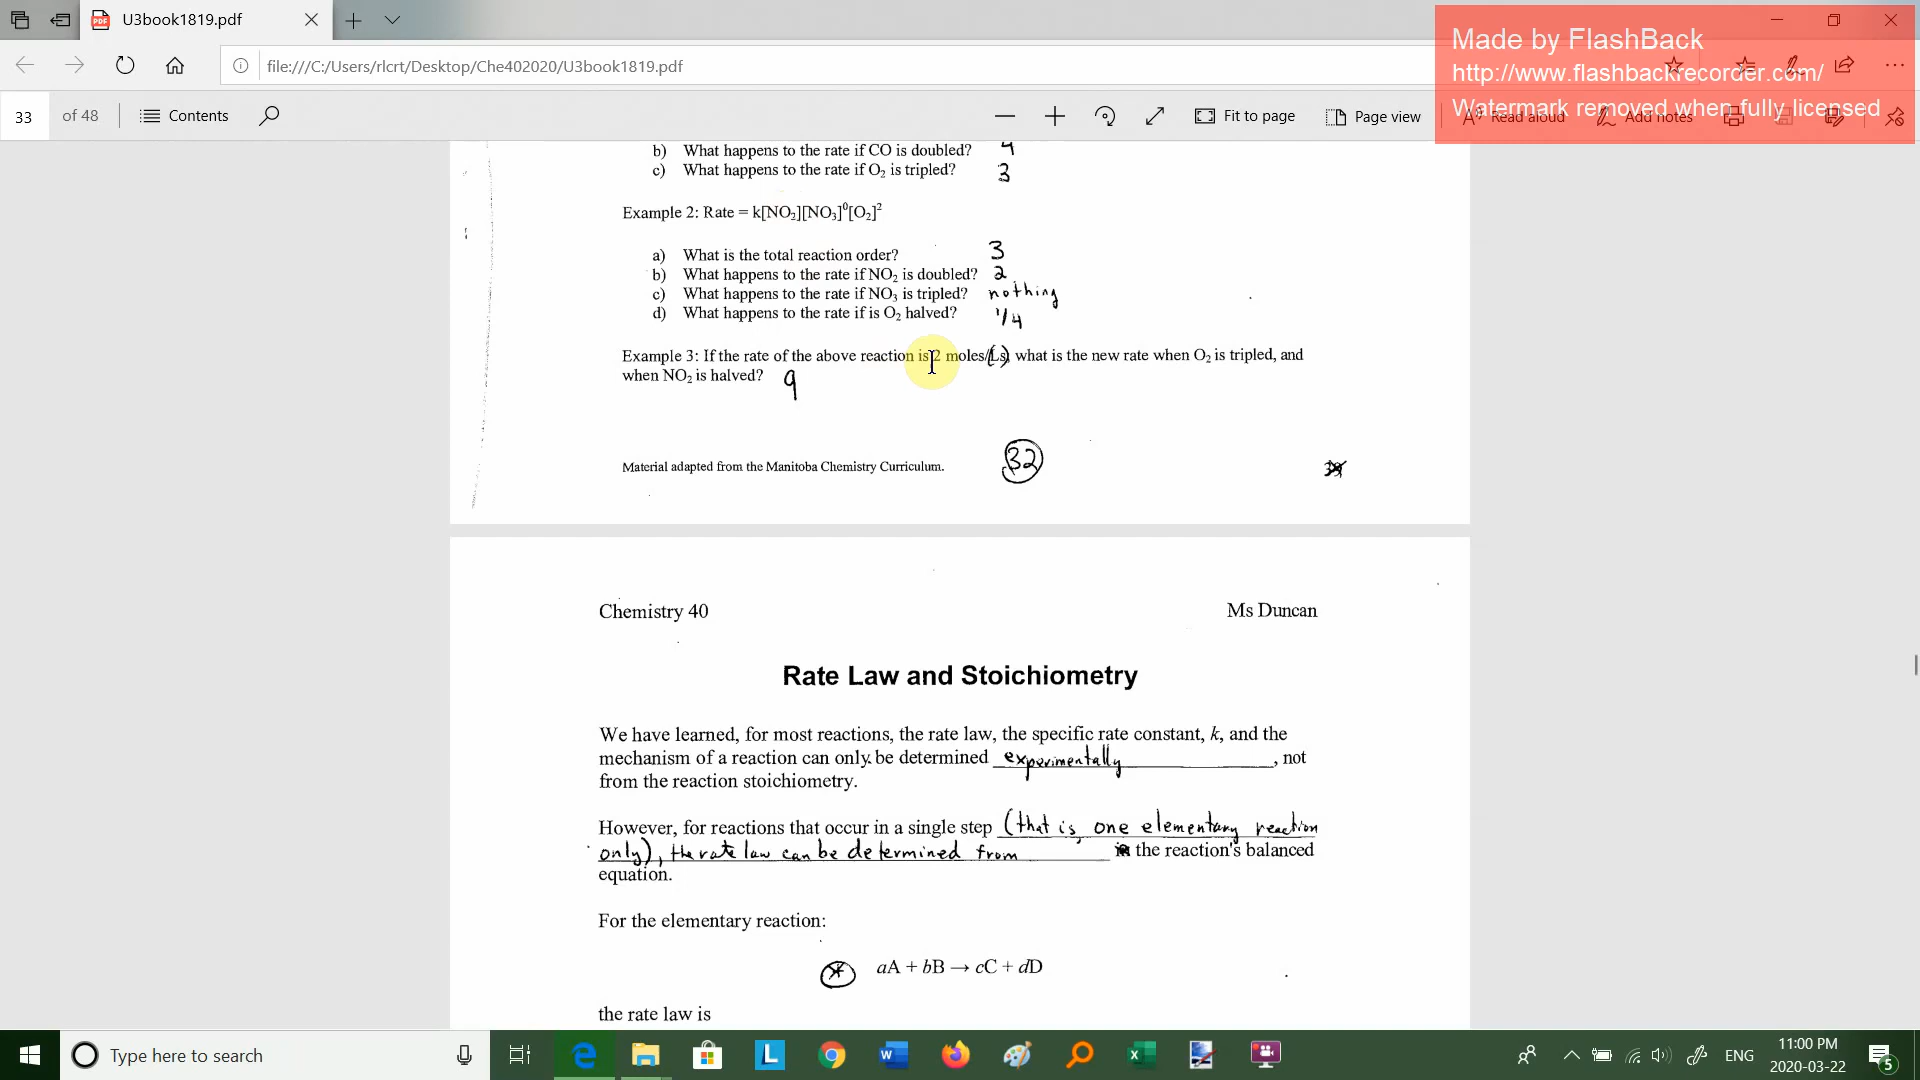 U3book1819.pdf
Made by FlashBack
http://www.flashbackrecorder.com/
Watermark removed when fully licensed
file:///C:/Users/rlcrt/Desktop/Che402020/U3book1819.pdf
33 of 48 Contents Fit to page Page view Read aloud Add notes
b) What happens to the rate if CO is doubled? 4
c) What happens to the rate if O₂ is tripled? 3
Example 2: Rate = k[NO₂][NO₃]⁰[O₂]²
a) What is the total reaction order? 3
b) What happens to the rate if NO₂ is doubled? 2
c) What happens to the rate if NO₃ is tripled? nothing
d) What happens to the rate if is O₂ halved? 1/4
Example 3: If the rate of the above reaction is 2 moles/(Ls), what is the new rate when O₂ is tripled, and
when NO₂ is halved? 9
Material adapted from the Manitoba Chemistry Curriculum. 32
Chemistry 40 Ms Duncan
Rate Law and Stoichiometry
We have learned, for most reactions, the rate law, the specific rate constant, k, and the
mechanism of a reaction can only be determined experimentally, not
from the reaction stoichiometry.
However, for reactions that occur in a single step (that is, one elementary reaction
only), the rate law can be determined from the reaction's balanced
equation.
For the elementary reaction:
aA + bB → cC + dD
the rate law is
Type here to search
ENG
11:00 PM
2020-03-22
5